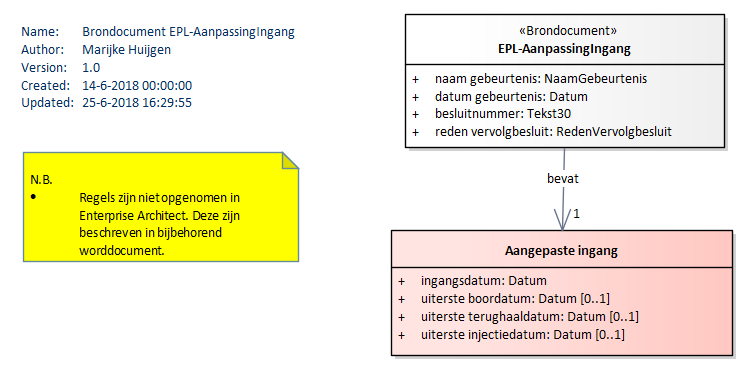 Name: Brondocument EPL-AanpassingIngang
Author: Marijke Huijgen
Version: 1.0
Created: 14-6-2018 00:00:00
Updated: 25-6-2018 16:29:55
N.B.
• Regels zijn niet opgenomen in
Enterprise Architect. Deze zijn
beschreven in bijbehorend
worddocument.
«Brondocument»
EPL-AanpassingIngang
+ naam gebeurtenis: NaamGebeurtenis
+ datum gebeurtenis: Datum
+ besluitnummer: Tekst30
+ reden vervolgbesluit: RedenVervolgbesluit
bevat
1
Aangepaste ingang
+ ingangsdatum: Datum
+ uiterste boordatum: Datum [0..1]
+ uiterste terughaaldatum: Datum [0..1]
+ uiterste injectiedatum: Datum [0..1]